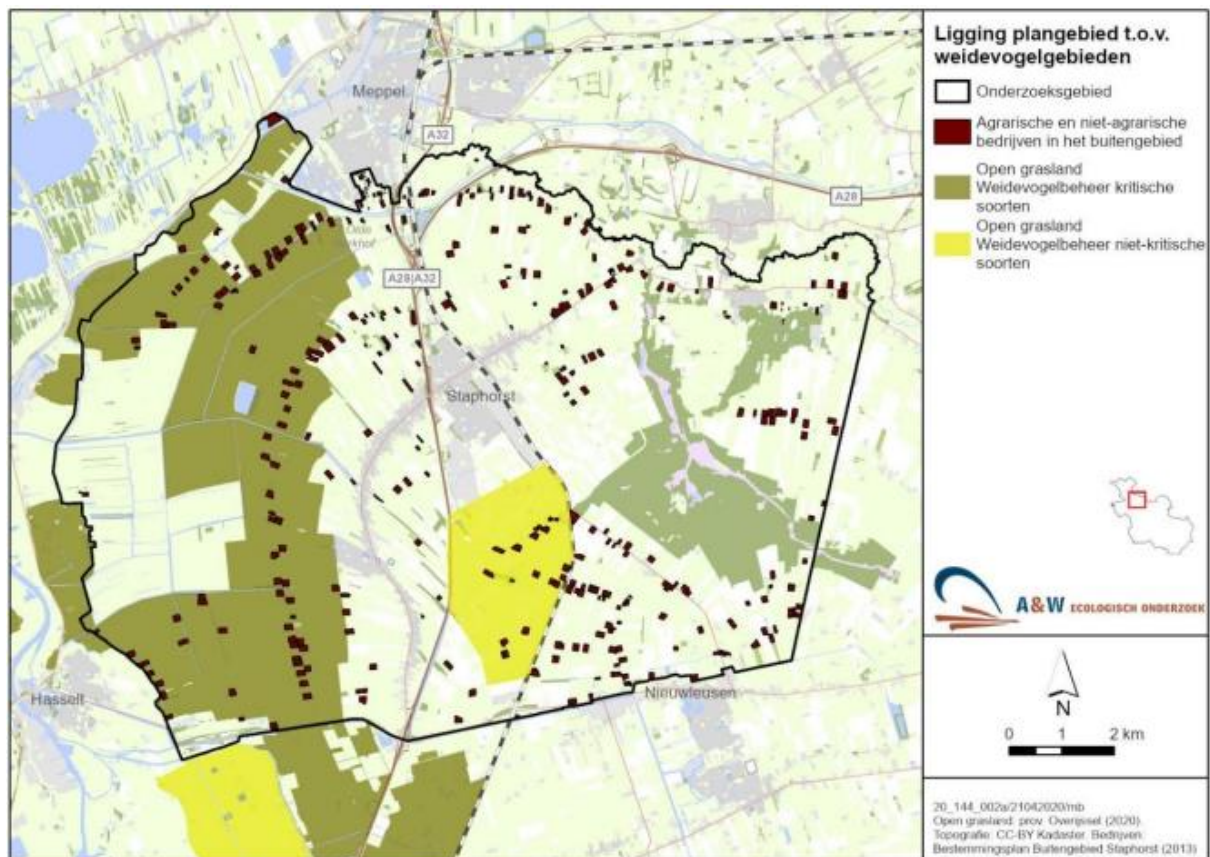 Ligging plangebied t.o.v.
weidevogelgebieden
Onderzoeksgebied
Agrarische en niet-agrarische
bedrijven in het buitengebied
Open grasland
Weidevogelbeheer kritische
soorten
Open grasland
Weidevogelbeheer niet-kritische
soorten
Meppel
A32
A28
A28|A32
Staphorst
Hasselt
Nieuwleusen
A&W ECOLOGISCH ONDERZOEK
N
0 1 2 km
20_144_002a/21042020/mb
Open grasland: prov. Overijssel (2020).
Topografie: CC-BY Kadaster. Bedrijven:
Bestemmingsplan Buitengebied Staphorst (2013)